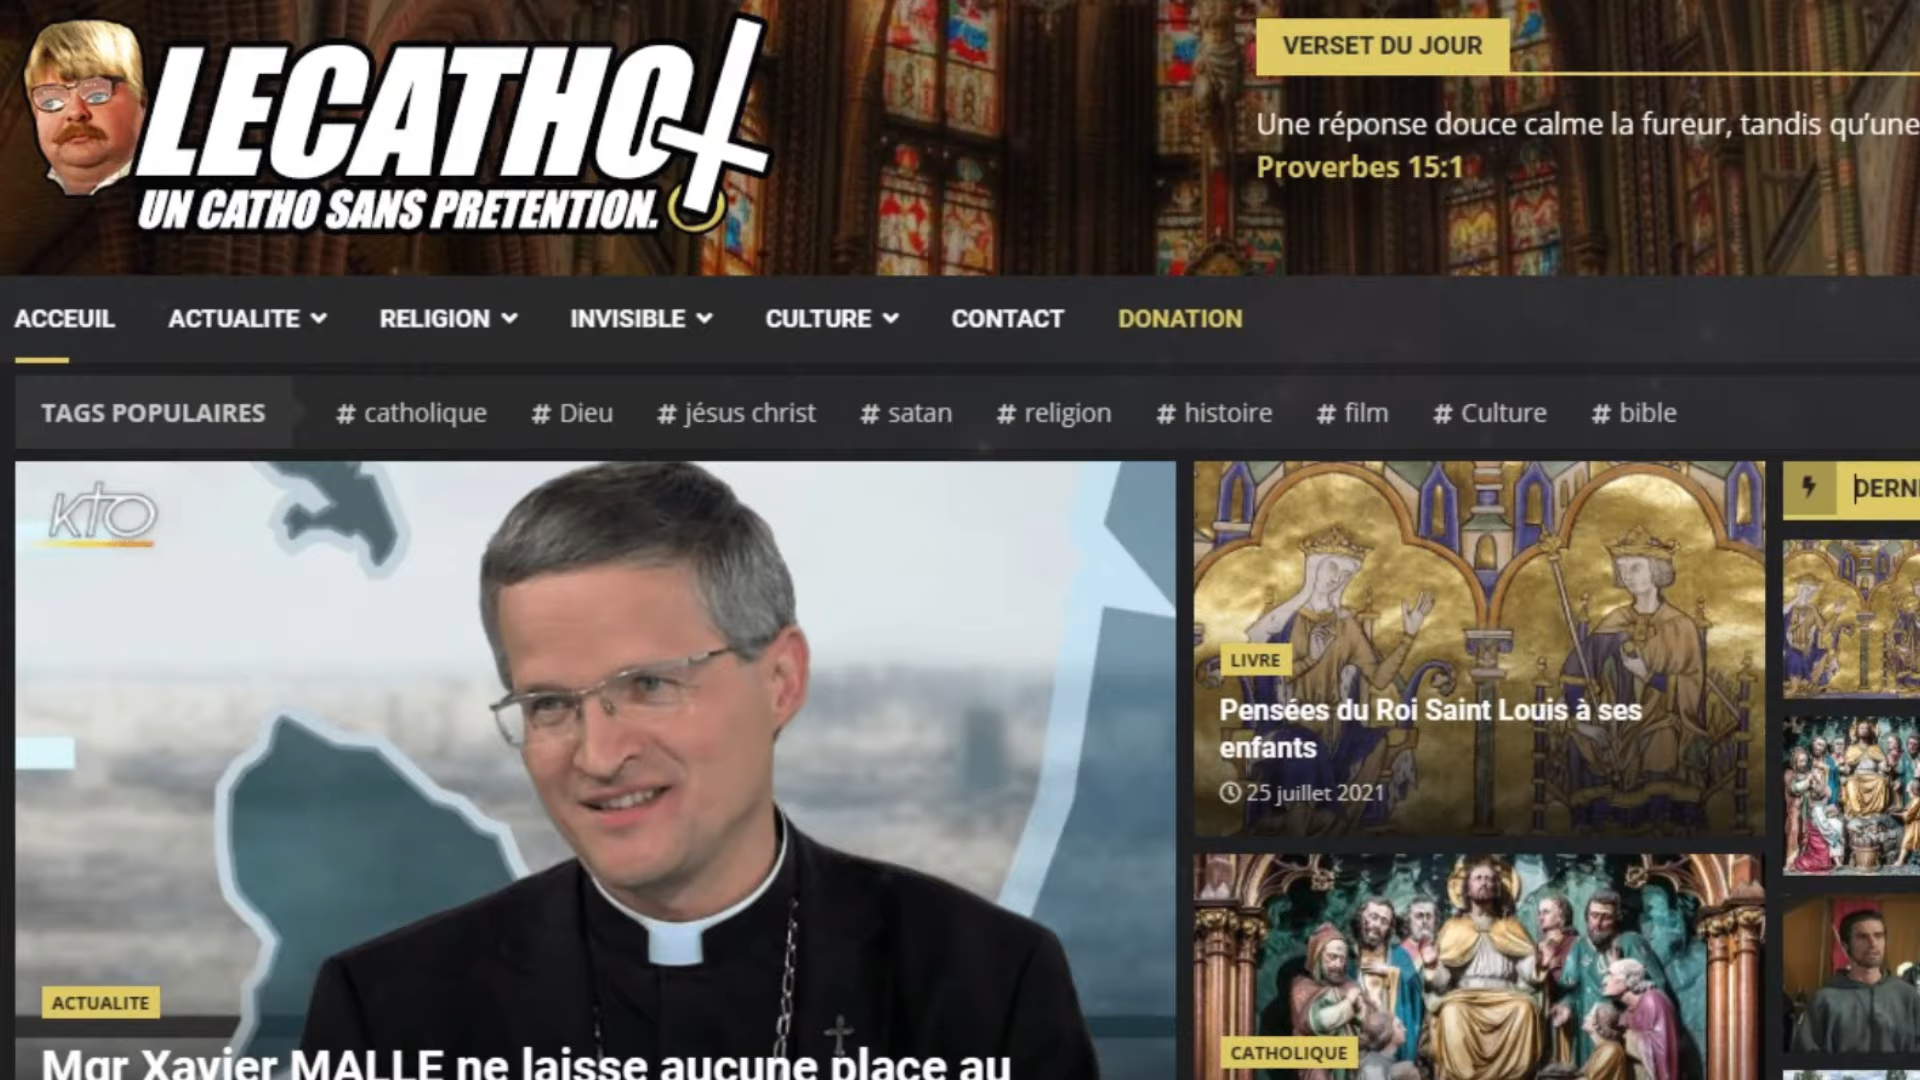 LECATHO
UN CATHO SANS PRETENTION.
VERSET DU JOUR
Une réponse douce calme la fureur, tandis qu’une
Proverbes 15:1
ACCEUIL ACTUALITE RELIGION INVISIBLE CULTURE CONTACT DONATION
TAGS POPULAIRES # catholique # Dieu # jésus christ # satan # religion # histoire # film # Culture # bible
KTO
ACTUALITE
Mgr Xavier MALLE ne laisse aucune place au
LIVRE
Pensées du Roi Saint Louis à ses
enfants
25 juillet 2021
CATHOLIQUE
DERNI